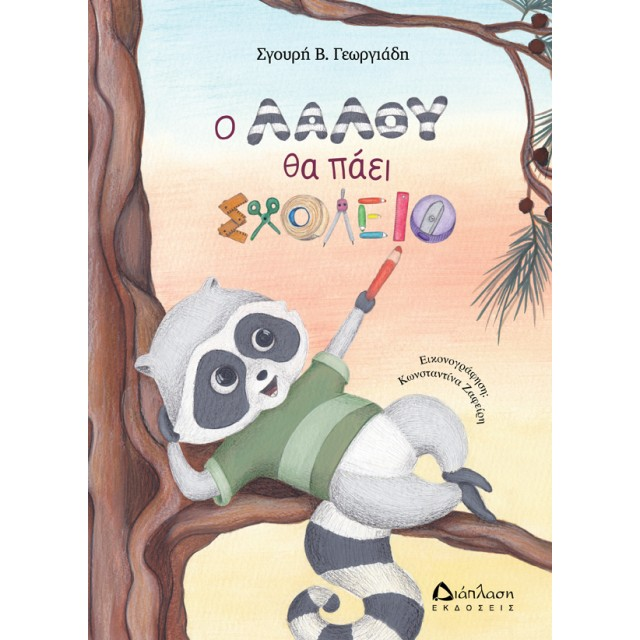 Σγουρή Β. Γεωργιάδη
Ο ΛΑΛΟΥ
θα πάει
ΣΧΟΛΕΙΟ
Εικονογράφηση:
Κωνσταντίνα Ζαφείρη
Διάπλαση
ΕΚΔΟΣΕΙΣ